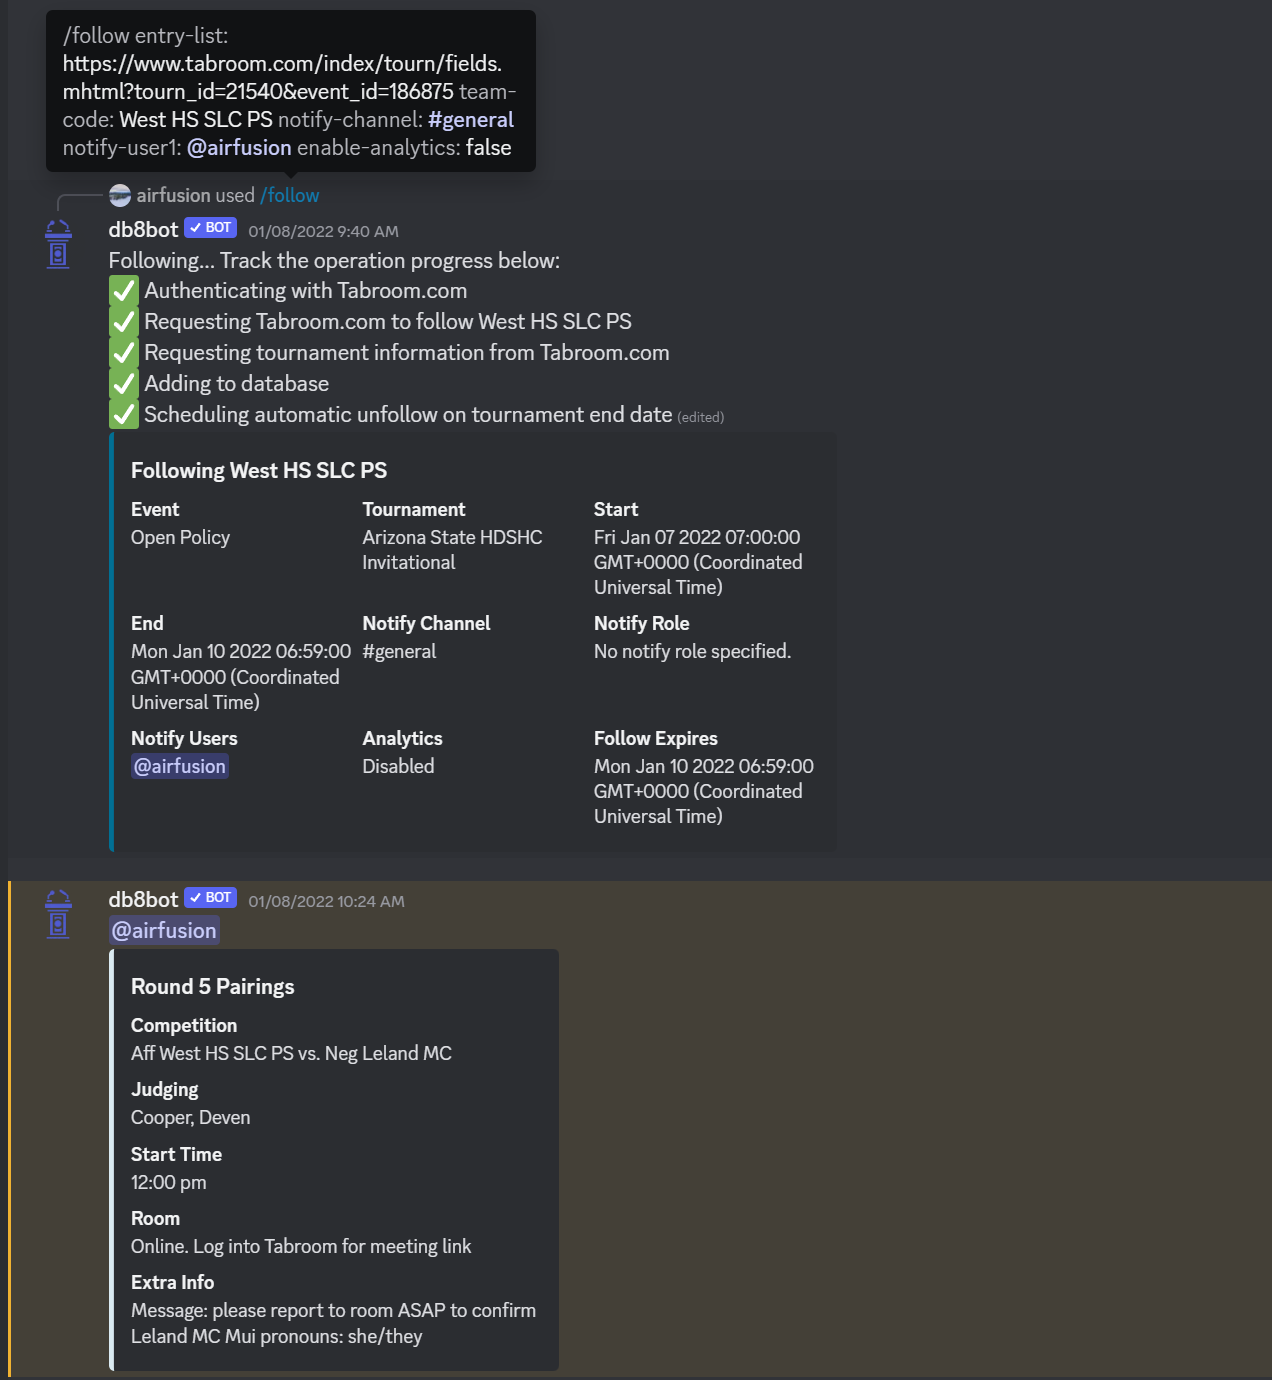 /follow entry-list:
https://www.tabroom.com/index/tourn/fields.
mhtml?tourn_id=21540&event_id=186875 team-
code: West HS SLC PS notify-channel: #general
notify-user1: @airfusion enable-analytics: false
airfusion used /follow
db8bot ✓ BOT 01/08/2022 9:40 AM
Following... Track the operation progress below:
✅ Authenticating with Tabroom.com
✅ Requesting Tabroom.com to follow West HS SLC PS
✅ Requesting tournament information from Tabroom.com
✅ Adding to database
✅ Scheduling automatic unfollow on tournament end date (edited)
Following West HS SLC PS
Event Tournament Start
Open Policy Arizona State HDSHC Fri Jan 07 2022 07:00:00
Invitational GMT+0000 (Coordinated
Universal Time)
End Notify Channel Notify Role
Mon Jan 10 2022 06:59:00 #general No notify role specified.
GMT+0000 (Coordinated
Universal Time)
Notify Users Analytics Follow Expires
@airfusion Disabled Mon Jan 10 2022 06:59:00
GMT+0000 (Coordinated
Universal Time)
db8bot ✓ BOT 01/08/2022 10:24 AM
@airfusion
Round 5 Pairings
Competition
Aff West HS SLC PS vs. Neg Leland MC
Judging
Cooper, Deven
Start Time
12:00 pm
Room
Online. Log into Tabroom for meeting link
Extra Info
Message: please report to room ASAP to confirm
Leland MC Mui pronouns: she/they